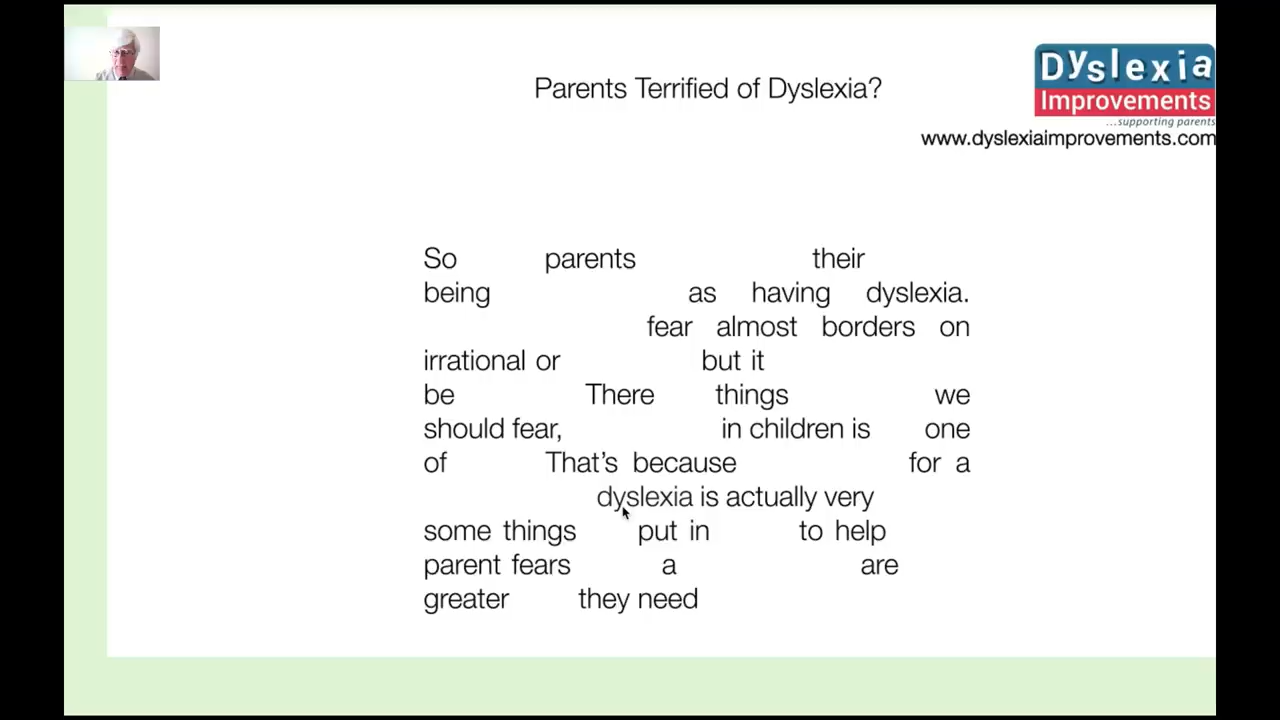 Parents Terrified of Dyslexia?
Dyslexia
Improvements
...supporting parents
www.dyslexiaimprovements.com
So parents their
being as having dyslexia.
fear almost borders on
irrational or but it
be There things we
should fear, in children is one
of That's because for a
dyslexia is actually very
some things put in to help
parent fears a are
greater they need